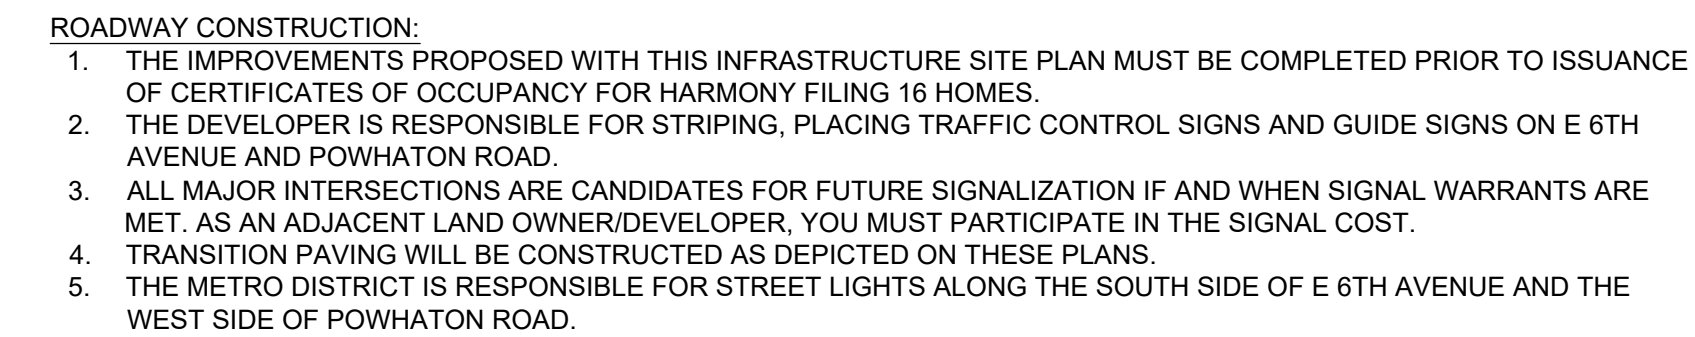 ROADWAY CONSTRUCTION:
1. THE IMPROVEMENTS PROPOSED WITH THIS INFRASTRUCTURE SITE PLAN MUST BE COMPLETED PRIOR TO ISSUANCE
OF CERTIFICATES OF OCCUPANCY FOR HARMONY FILING 16 HOMES.
2. THE DEVELOPER IS RESPONSIBLE FOR STRIPING, PLACING TRAFFIC CONTROL SIGNS AND GUIDE SIGNS ON E 6TH
AVENUE AND POWHATON ROAD.
3. ALL MAJOR INTERSECTIONS ARE CANDIDATES FOR FUTURE SIGNALIZATION IF AND WHEN SIGNAL WARRANTS ARE
MET. AS AN ADJACENT LAND OWNER/DEVELOPER, YOU MUST PARTICIPATE IN THE SIGNAL COST.
4. TRANSITION PAVING WILL BE CONSTRUCTED AS DEPICTED ON THESE PLANS.
5. THE METRO DISTRICT IS RESPONSIBLE FOR STREET LIGHTS ALONG THE SOUTH SIDE OF E 6TH AVENUE AND THE
WEST SIDE OF POWHATON ROAD.